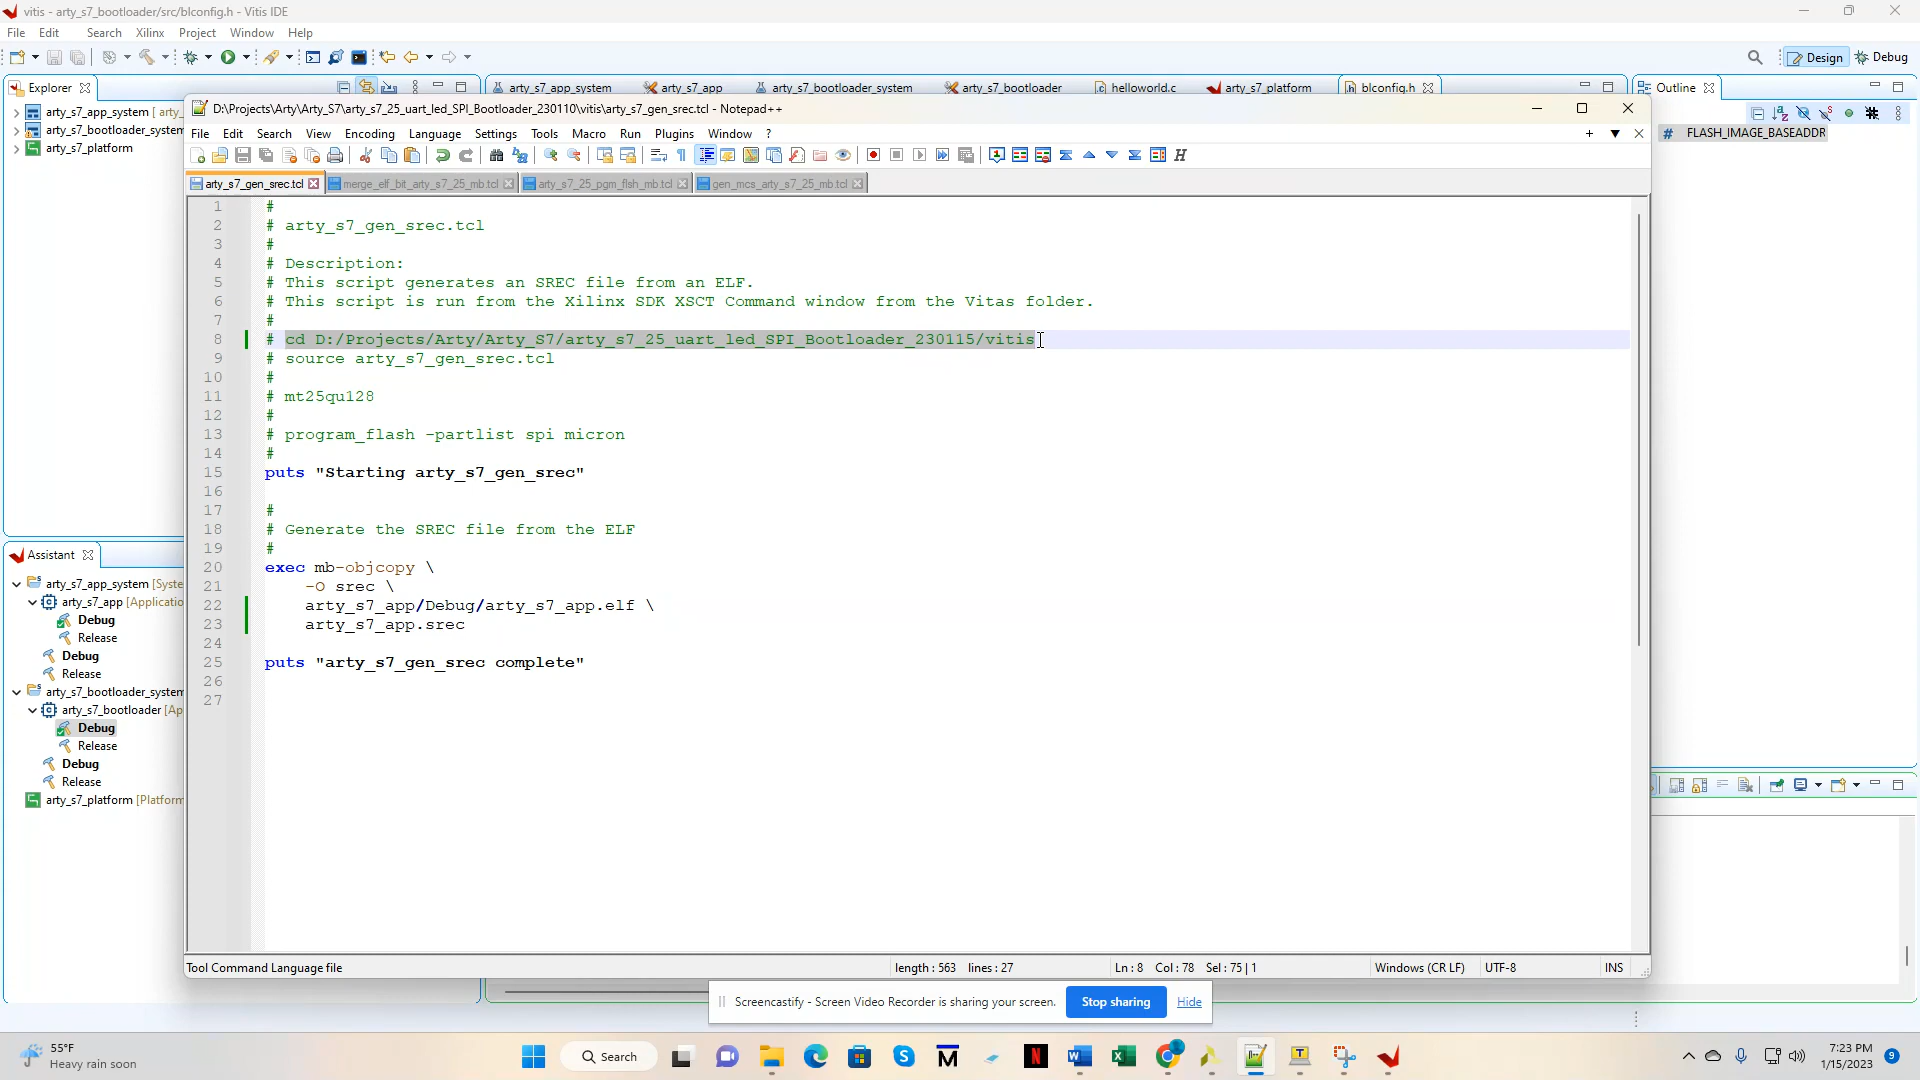 vitis - arty_s7_bootloader/src/blconfig.h - Vitis IDE
File Edit Search Xilinx Project Window Help
Design Debug
Explorer
arty_s7_app_system arty_s7_app arty_s7_bootloader_system arty_s7_bootloader helloworld.c arty_s7_platform blconfig.h
Outline
arty_s7_app_system [ arty_
arty_s7_bootloader_system
arty_s7_platform
# FLASH_IMAGE_BASEADDR
D:\Projects\Arty\Arty_S7\arty_s7_25_uart_led_SPI_Bootloader_230110\vitis\arty_s7_gen_srec.tcl - Notepad++
File Edit Search View Encoding Language Settings Tools Macro Run Plugins Window ?
arty_s7_gen_srec.tcl merge_elf_bit_arty_s7_25_mb.tcl arty_s7_25_pgm_flsh_mb.tcl gen_mcs_arty_s7_25_mb.tcl
1 #
2 # arty_s7_gen_srec.tcl
3 #
4 # Description:
5 # This script generates an SREC file from an ELF.
6 # This script is run from the Xilinx SDK XSCT Command window from the Vitas folder.
7 #
8 # cd D:/Projects/Arty/Arty_S7/arty_s7_25_uart_led_SPI_Bootloader_230115/vitis
9 # source arty_s7_gen_srec.tcl
10 #
11 # mt25qu128
12 #
13 # program_flash -partlist spi micron
14 #
15 puts "Starting arty_s7_gen_srec"
16
17 #
18 # Generate the SREC file from the ELF
19 #
20 exec mb-objcopy \
21 -O srec \
22 arty_s7_app/Debug/arty_s7_app.elf \
23 arty_s7_app.srec
24
25 puts "arty_s7_gen_srec complete"
26
27
Tool Command Language file length : 563 lines : 27 Ln : 8 Col : 78 Sel : 75 | 1 Windows (CR LF) UTF-8 INS
Assistant
arty_s7_app_system [Syste
arty_s7_app [Applicatio
Debug
Release
Debug
Release
arty_s7_bootloader_system
arty_s7_bootloader [Ap
Debug
Release
Debug
Release
arty_s7_platform [Platform
Screencastify - Screen Video Recorder is sharing your screen. Stop sharing Hide
55°F
Heavy rain soon
Search
7:23 PM
1/15/2023
9